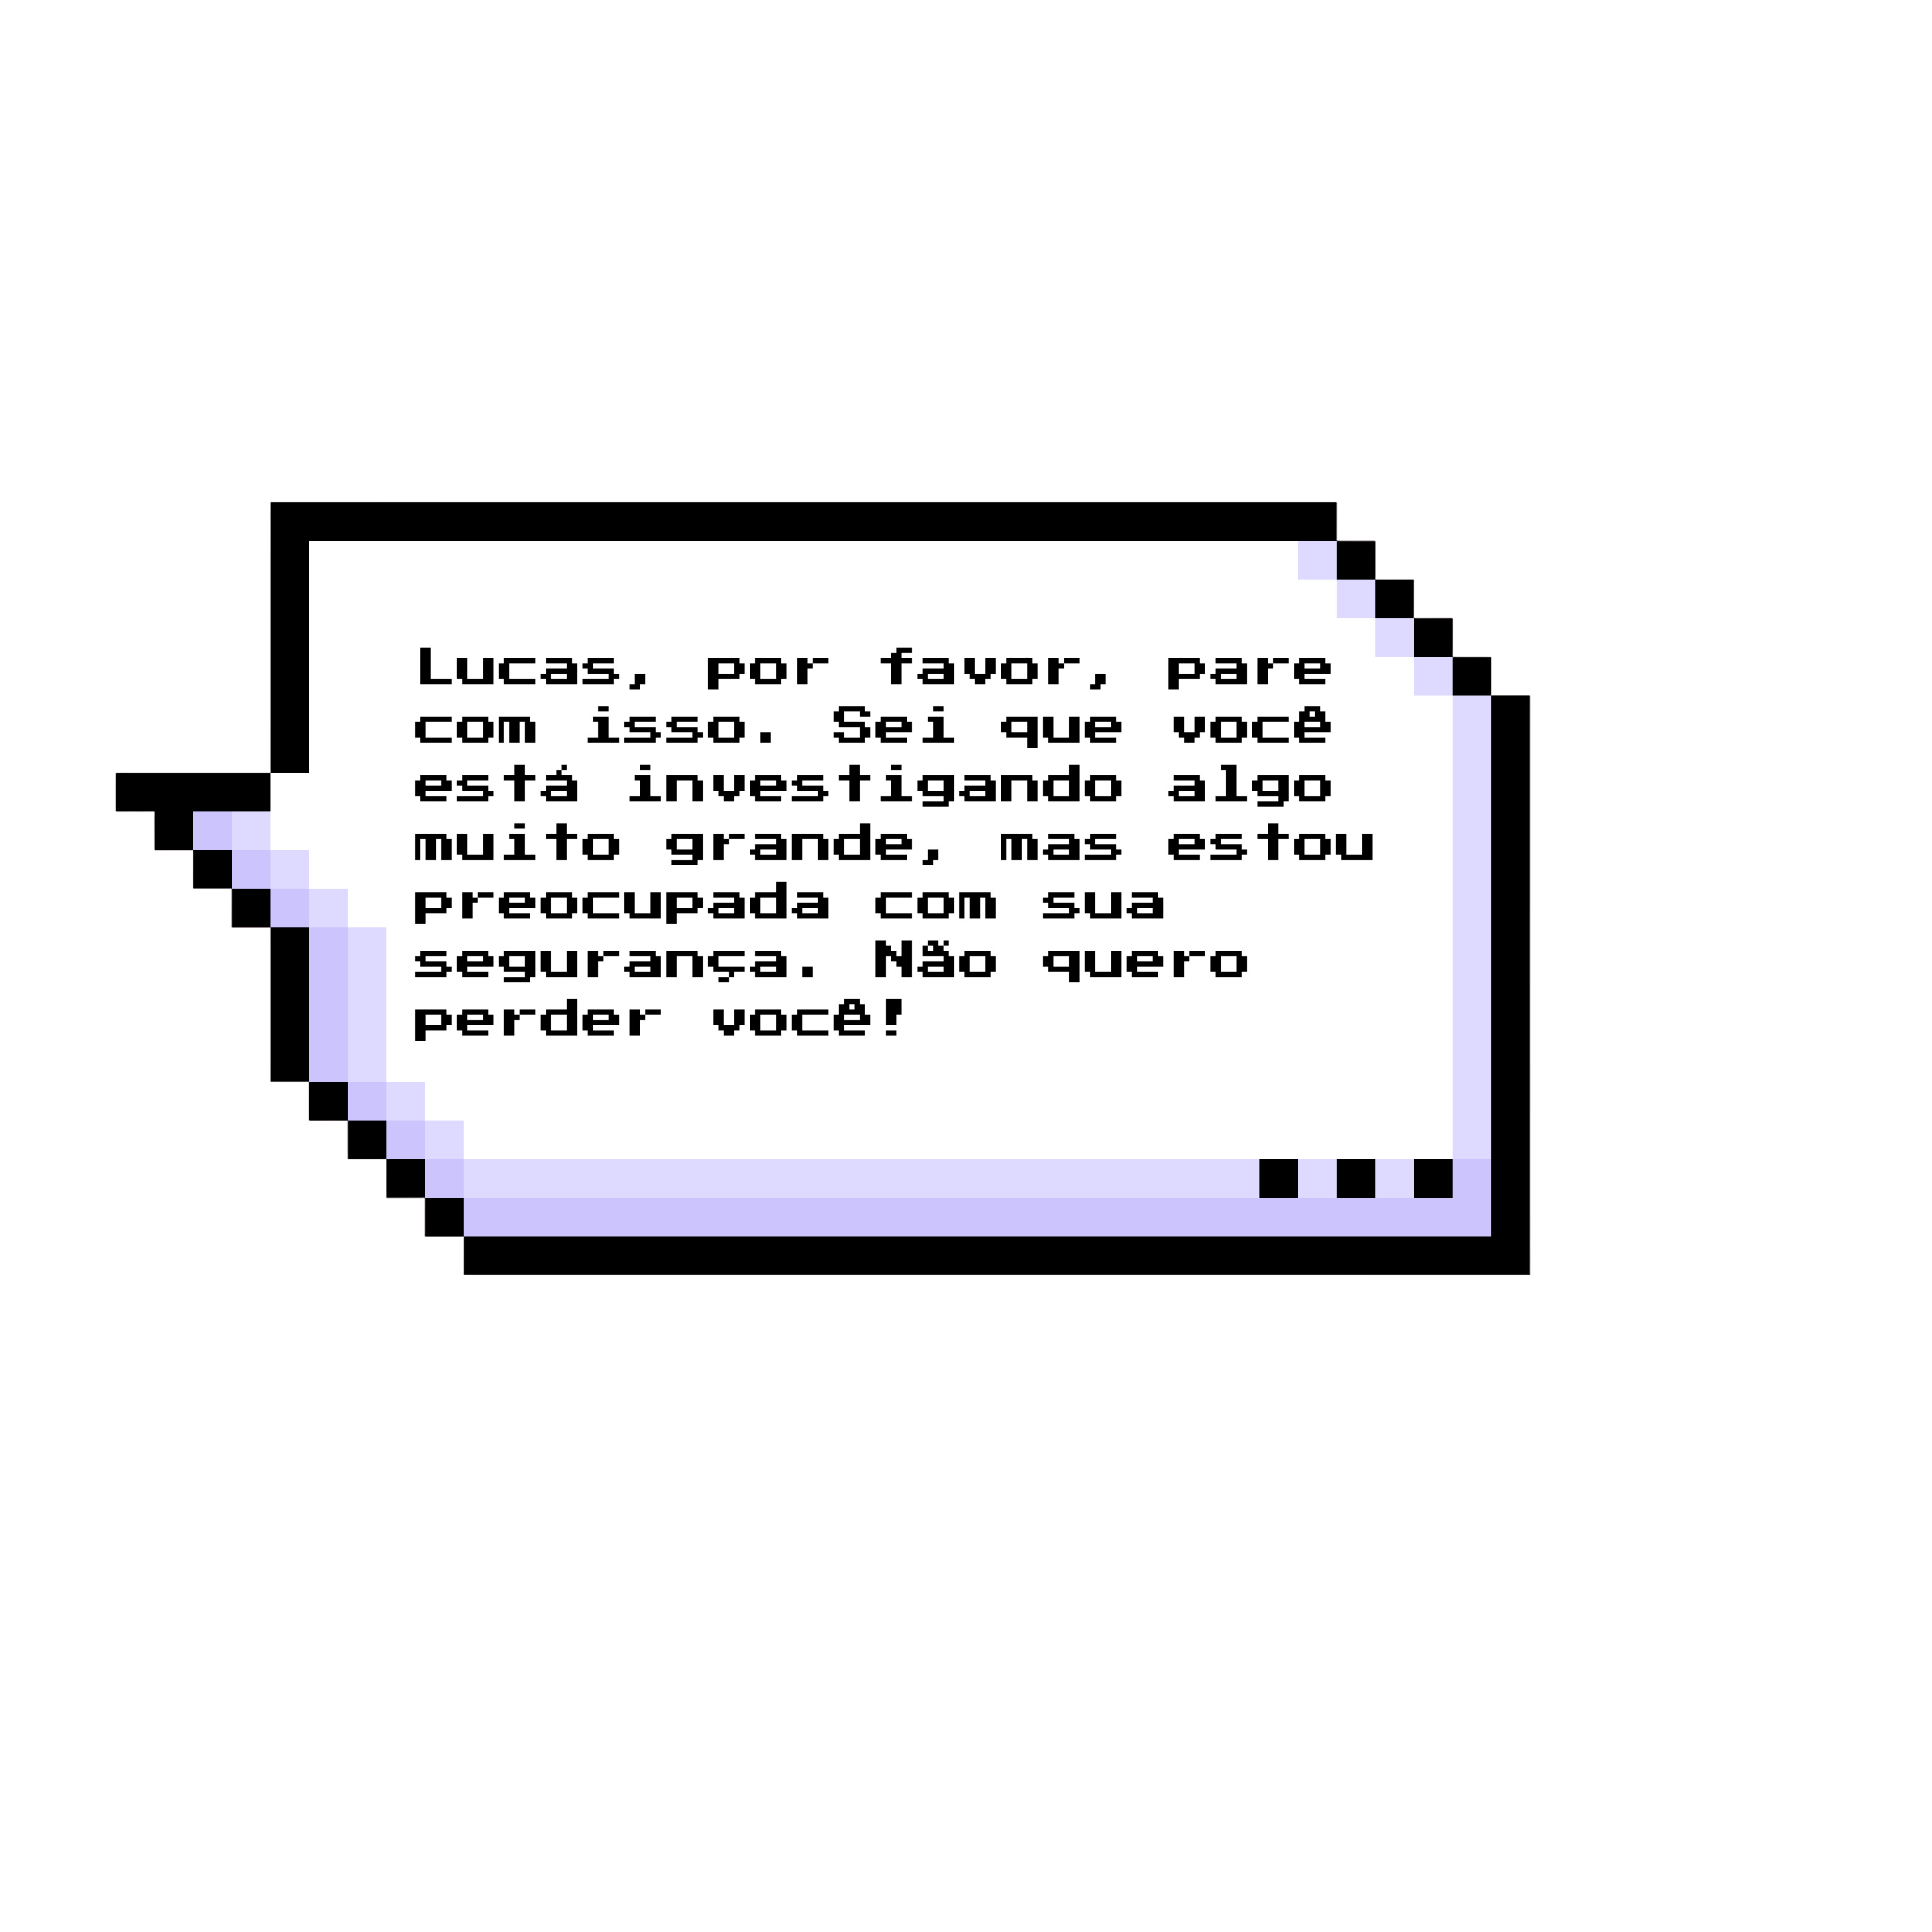 Lucas, por favor, pare
com isso. Sei que você
está investigando algo
muito grande, mas estou
preocupada com sua
segurança. Não quero
perder você!